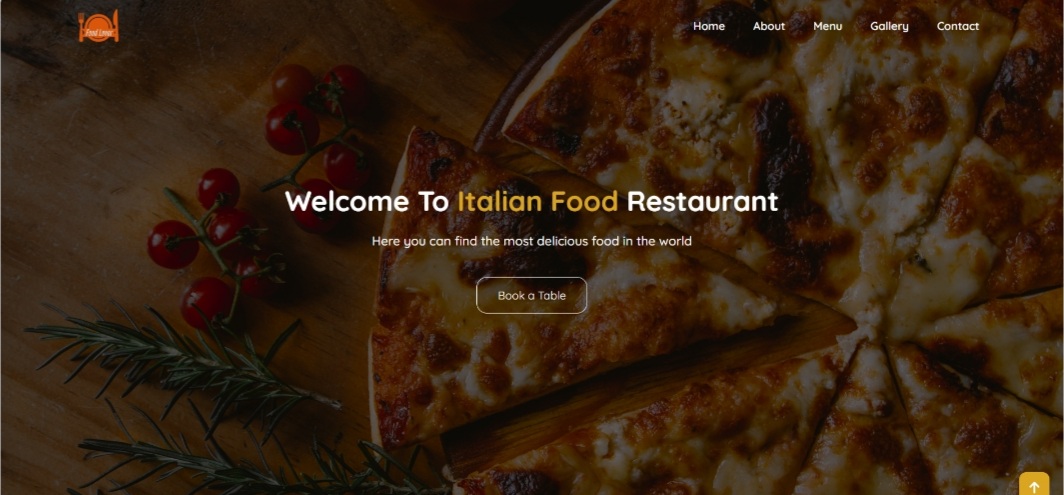 Food Lover
Home About Menu Gallery Contact
Welcome To Italian Food Restaurant
Here you can find the most delicious food in the world
Book a Table